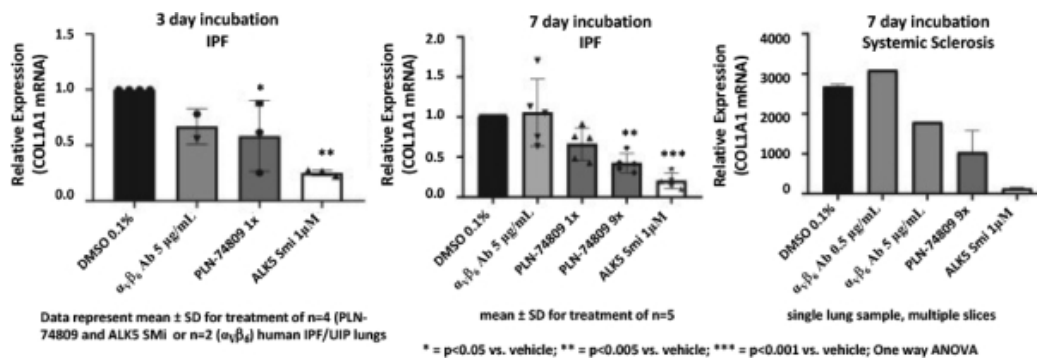 3 day incubation
IPF
Relative Expression
(COL1A1 mRNA)
1.5
1.0
0.5
0.0
*
**
DMSO 0.1%
αᵥβ₆ Ab 5 µg/mL
PLN-74809 1x
ALK5 Smi 1µM
Data represent mean ± SD for treatment of n=4 (PLN-
74809 and ALK5 SMi or n=2 (αᵥβ₆) human IPF/UIP lungs
7 day incubation
IPF
Relative Expression
(COL1A1 mRNA)
2.0
1.5
1.0
0.5
0.0
**
***
DMSO 0.1%
αᵥβ₆ Ab 5 µg/mL
PLN-74809 1x
PLN-74809 9x
ALK5 Smi 1µM
mean ± SD for treatment of n=5
7 day incubation
Systemic Sclerosis
Relative Expression
(COL1A1 mRNA)
4000
3000
2000
1000
0
DMSO 0.1%
αᵥβ₆ Ab 0.5 µg/mL
αᵥβ₆ Ab 5 µg/mL
PLN-74809 9x
ALK5 Smi 1µM
single lung sample, multiple slices
* = p<0.05 vs. vehicle; ** = p<0.005 vs. vehicle; *** = p<0.001 vs. vehicle; One way ANOVA